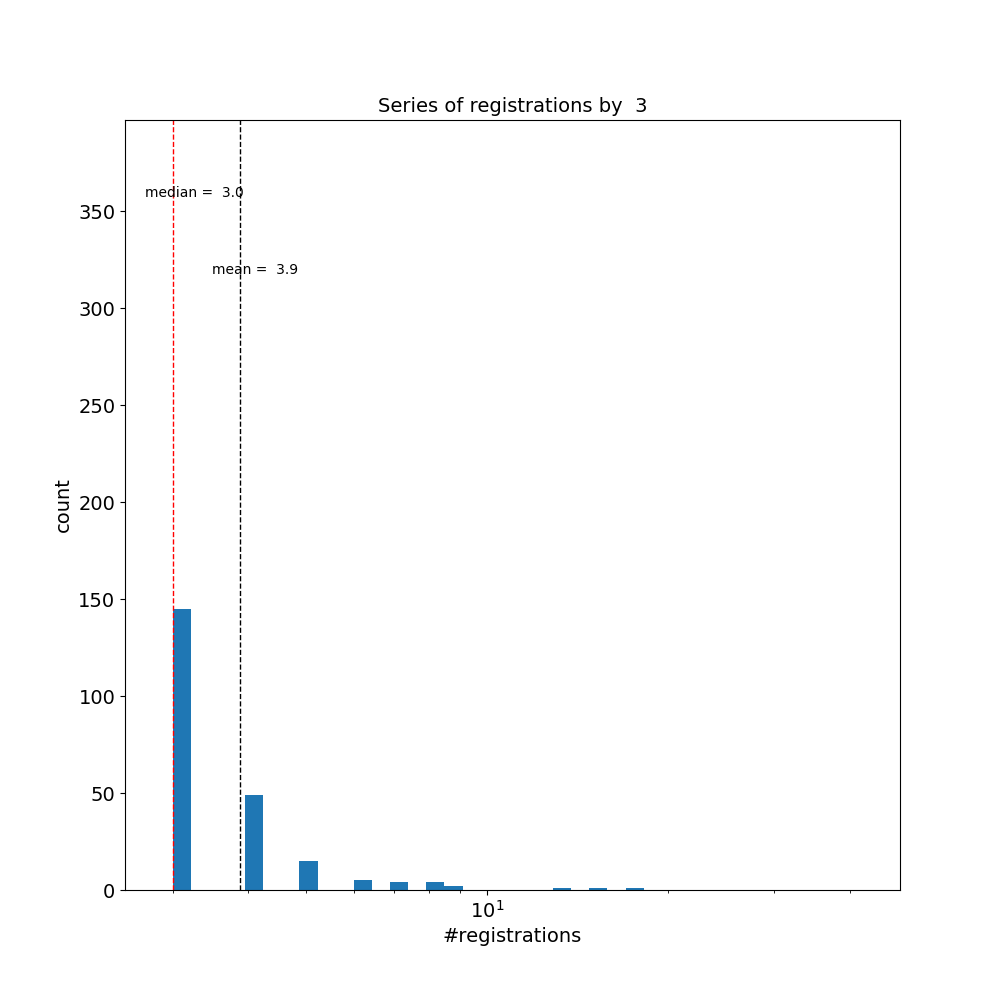 Series of registrations by  3
median =  3.0
mean =  3.9
350
300
250
200
150
100
50
0
count
10¹
#registrations